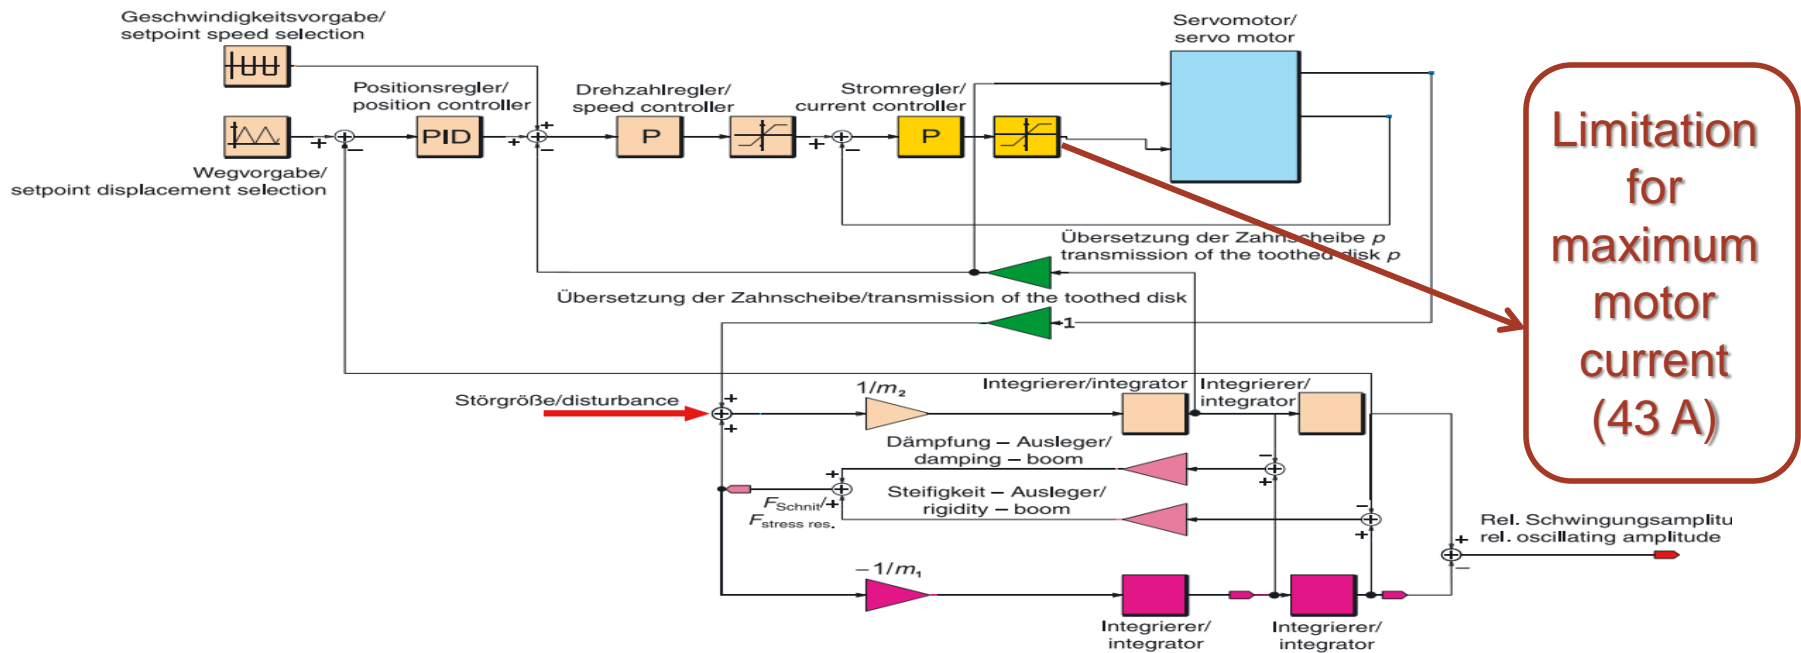 Geschwindigkeitsvorgabe/
setpoint speed selection
Servomotor/
servo motor
Positionsregler/
position controller
Drehzahlregler/
speed controller
Stromregler/
current controller
PID
P
P
+
−
+
+
−
+
−
Wegvorgabe/
setpoint displacement selection
Limitation
for
maximum
motor
current
(43 A)
Übersetzung der Zahnscheibe p
transmission of the toothed disk p
Übersetzung der Zahnscheibe/transmission of the toothed disk
-1
1/m₂
Integrierer/integrator
Integrierer/
integrator
Störgröße/disturbance
+
+
Dämpfung – Ausleger/
damping – boom
−
+
+
+
F Schnit/
F stress res.
Steifigkeit – Ausleger/
rigidity – boom
−
+
Rel. Schwingungsamplitu
rel. oscillating amplitude
+
−
−1/m₁
Integrierer/
integrator
Integrierer/
integrator